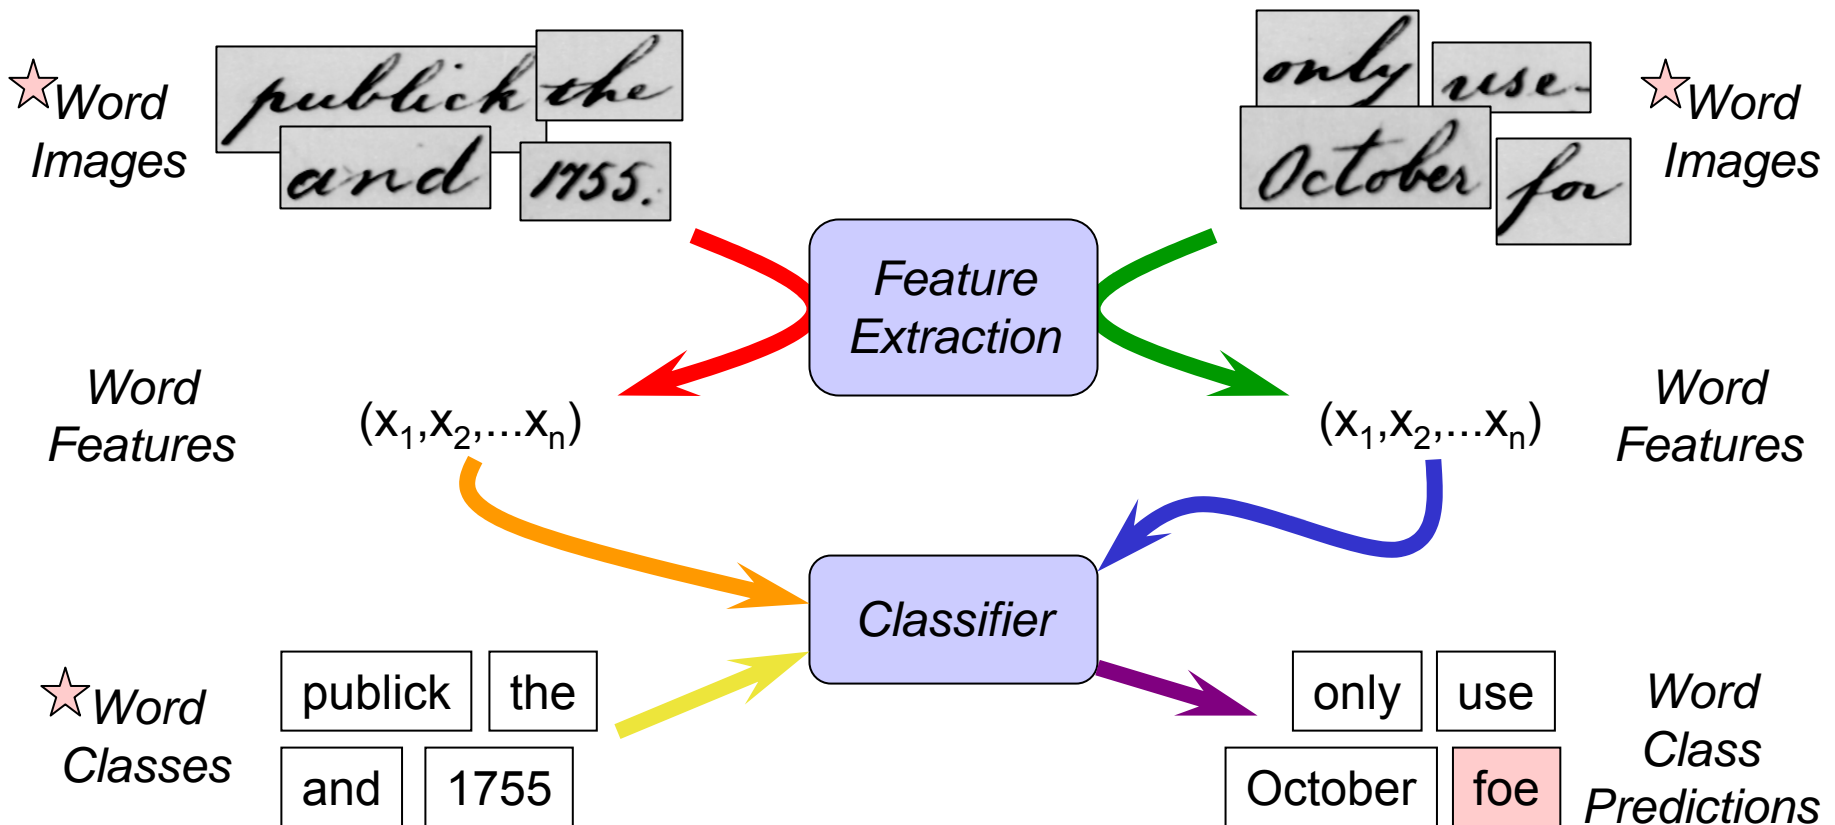 Word
Images
publick the
and 1755.
only use
October for
Word
Images
Feature
Extraction
Word
Features
(x1,x2,...xn)
(x1,x2,...xn)
Word
Features
Classifier
Word
Classes
publick the
and 1755
only use
October foe
Word
Class
Predictions